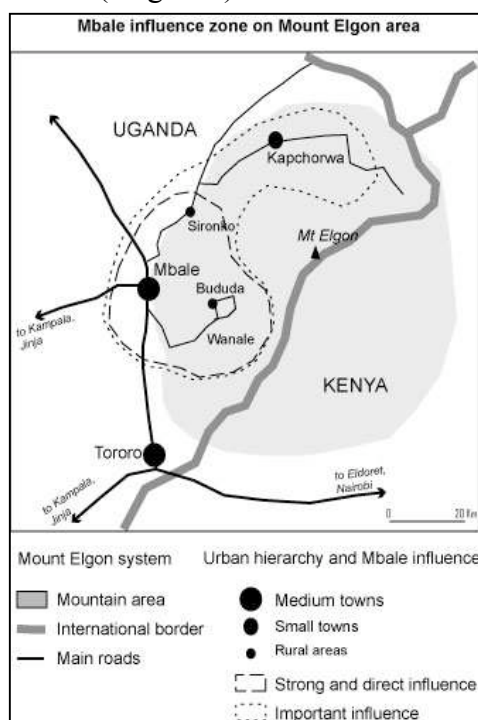 Mbale influence zone on Mount Elgon area
UGANDA
Kapchorwa
Sironko
Mt Elgon
Mbale
Bududa
to Kampala,
Jinja
Wanale
KENYA
Tororo
to Kampala,
Jinja
to Eldoret,
Nairobi
0 20 Km
Mount Elgon system
Mountain area
International border
Main roads
Urban hierarchy and Mbale influence
Medium towns
Small towns
Rural areas
Strong and direct influence
Important influence